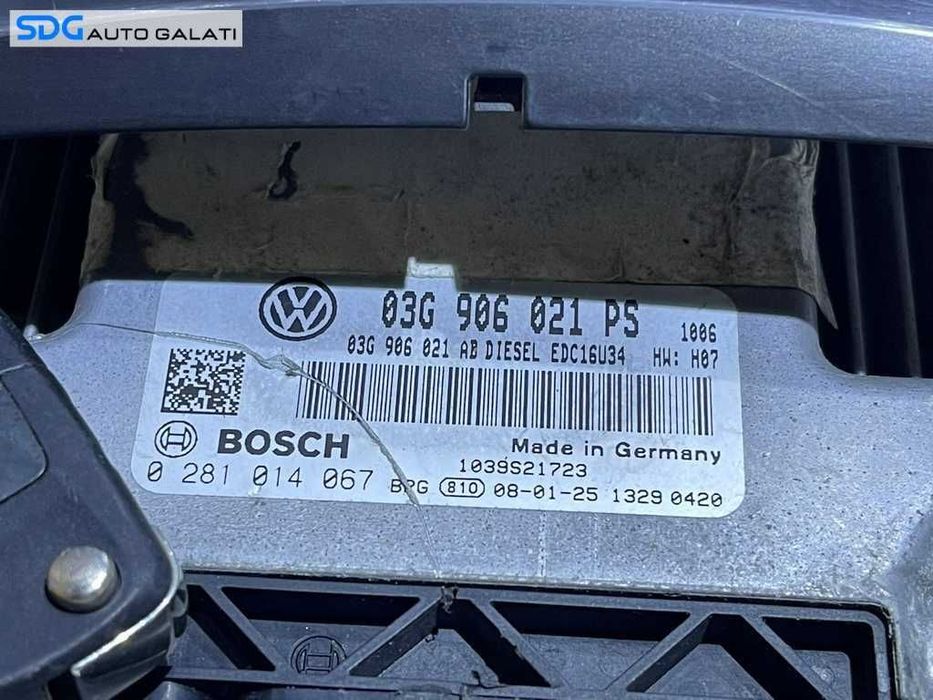 SDG AUTO GALATI
03G 906 021 PS 1006
03G 906 021 AB DIESEL EDC16U34 HW: H07
BOSCH Made in Germany
1039S21723
0 281 014 067 BPG 810 08-01-25 1329 0420